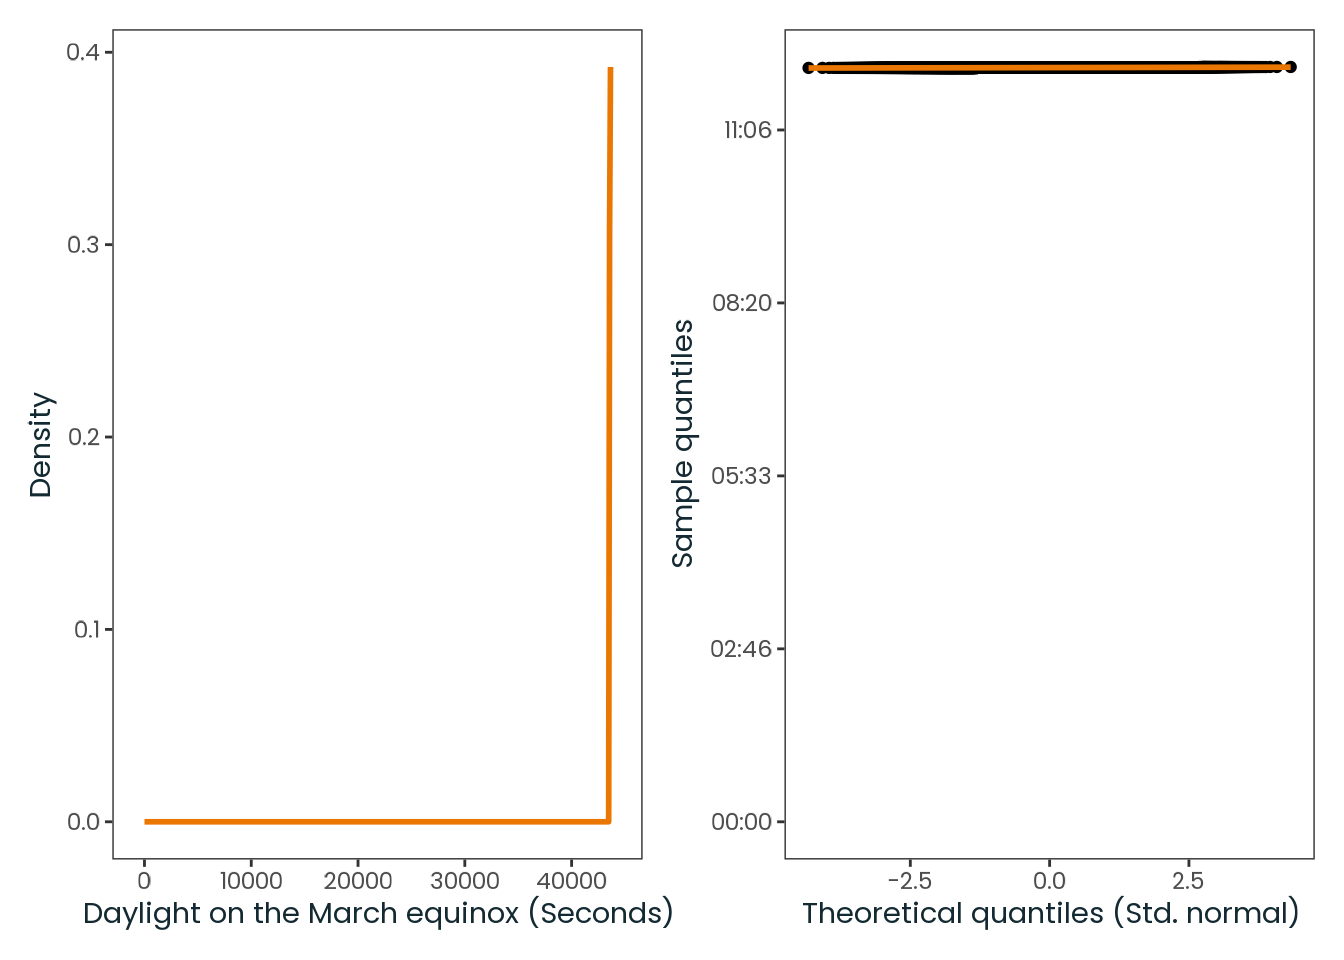 Density
0.4
0.3
0.2
0.1
0.0
0 10000 20000 30000 40000
Daylight on the March equinox (Seconds)
Sample quantiles
11:06
08:20
05:33
02:46
00:00
−2.5 0.0 2.5
Theoretical quantiles (Std. normal)